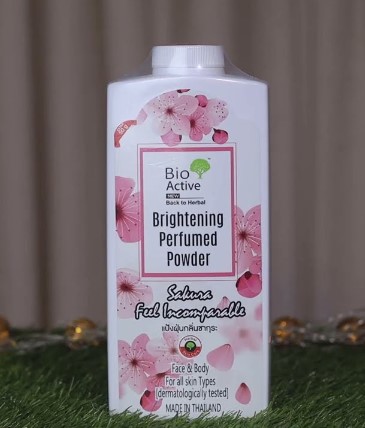 Bio
Active
NEW
Back to Herbal
Brightening
Perfumed
Powder
Sakura
Feel Incomparable
แป้งฝุ่นกลิ่นซากุระ
Face & Body
For all skin Types
[dermatologically tested]
MADE IN THAILAND